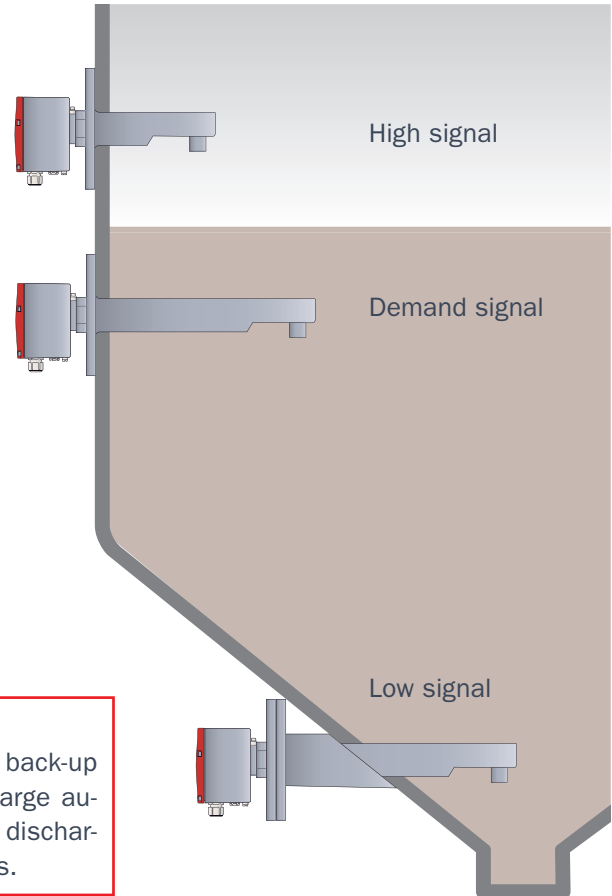 High signal
Demand signal
Low signal
back-up
arge au-
dischar-
s.